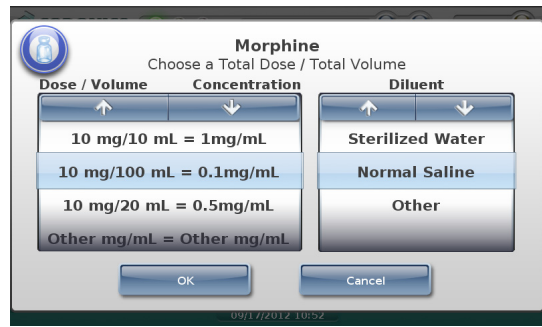 Morphine
Choose a Total Dose / Total Volume
Dose / Volume Concentration Diluent
10 mg/10 mL = 1mg/mL Sterilized Water
10 mg/100 mL = 0.1mg/mL Normal Saline
10 mg/20 mL = 0.5mg/mL Other
Other mg/mL = Other mg/mL
OK Cancel
09/17/2012 10:52